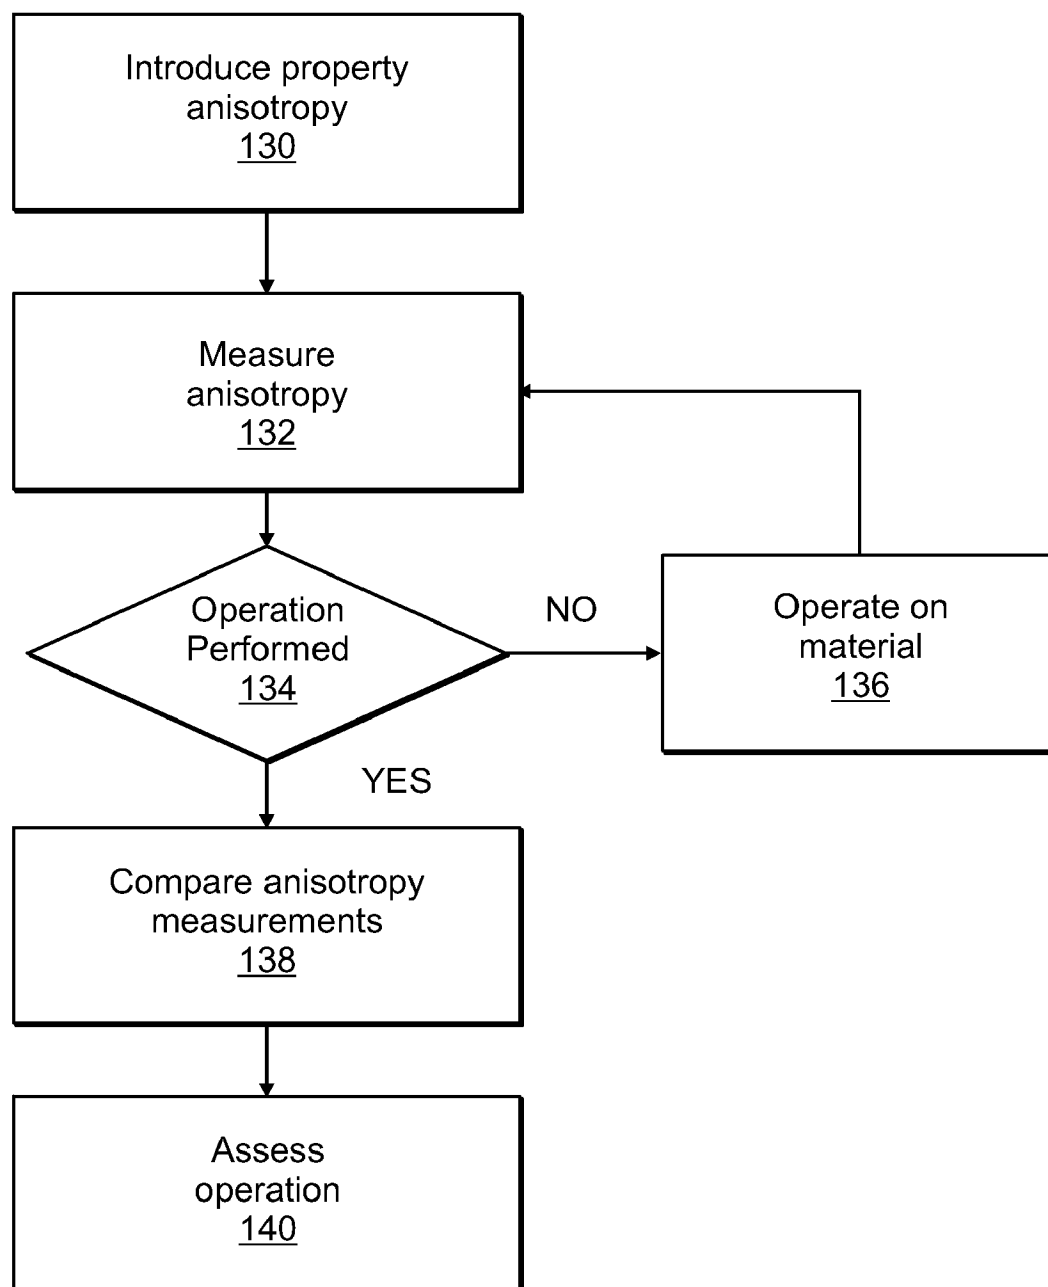 Introduce property
anisotropy
130
Measure
anisotropy
132
Operation
Performed
134
NO
Operate on
material
136
YES
Compare anisotropy
measurements
138
Assess
operation
140